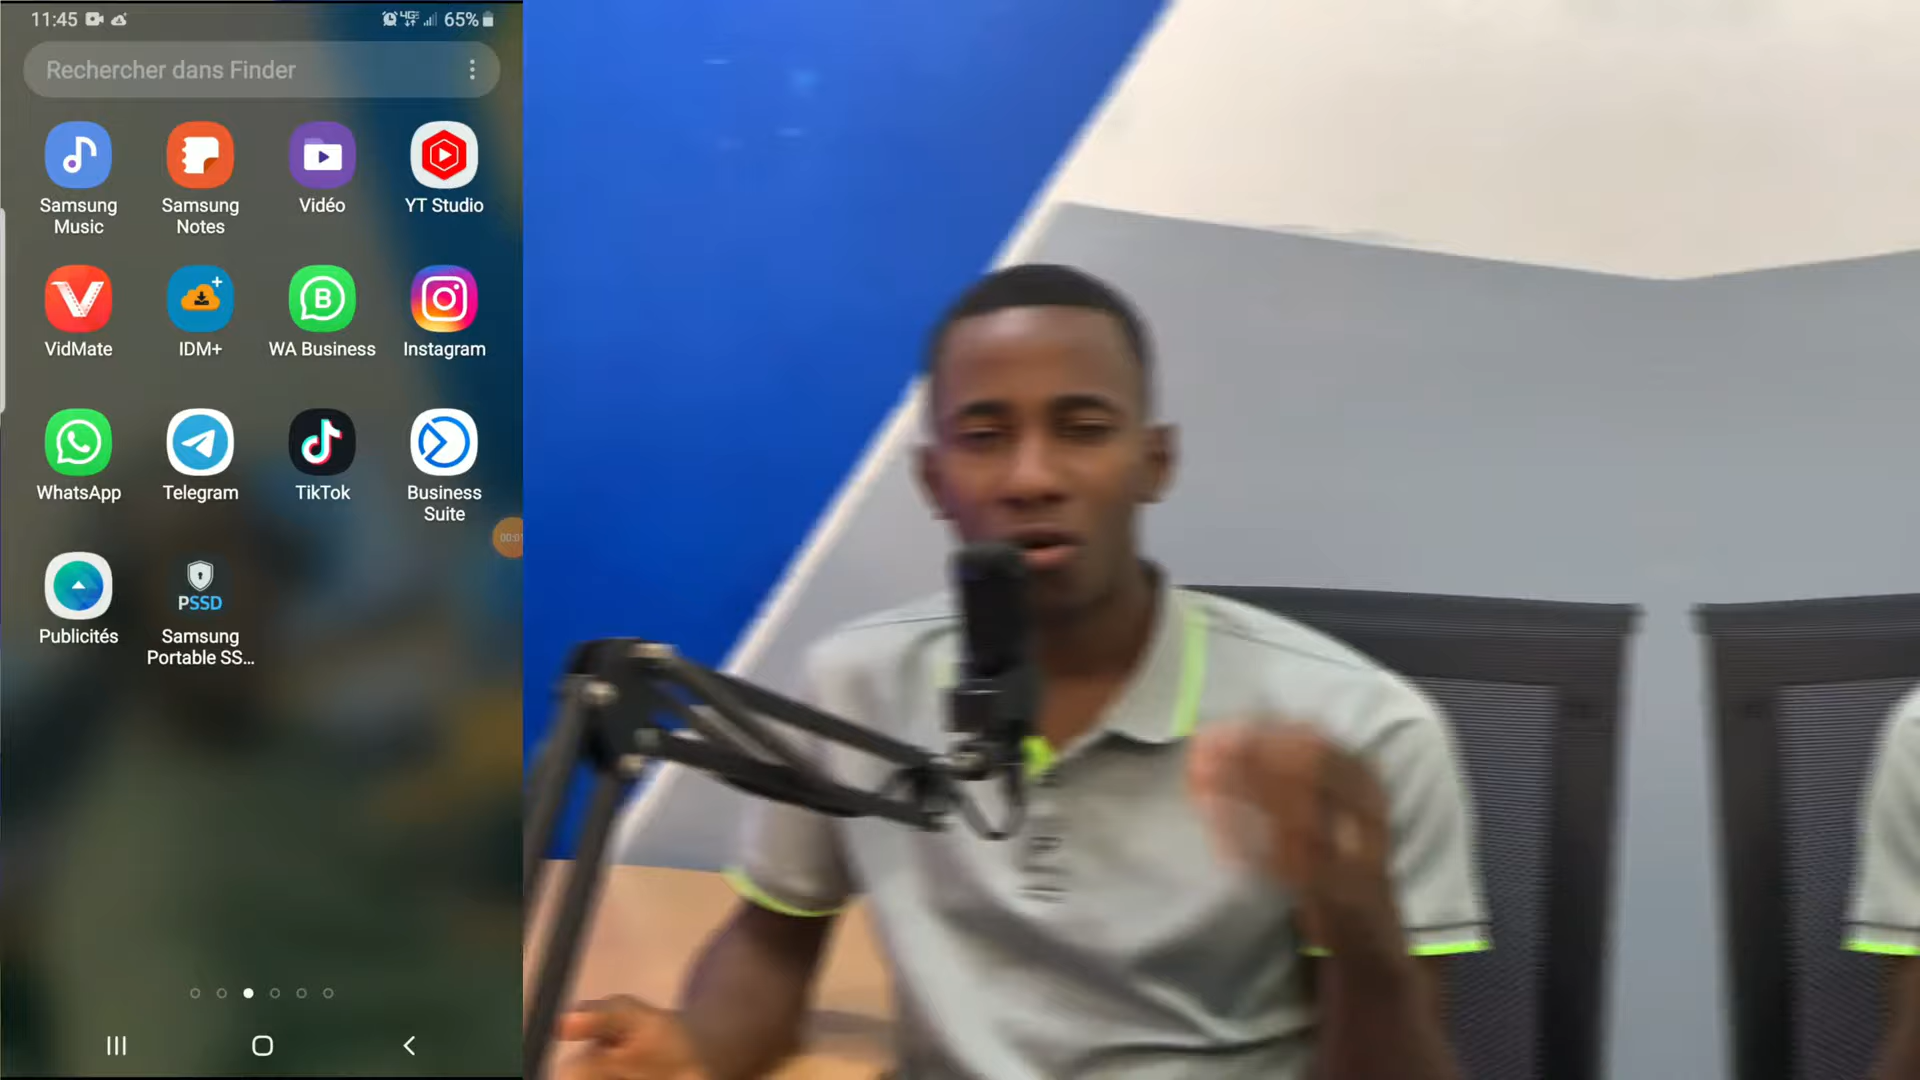 11:45
4GE
65%
Rechercher dans Finder
Samsung Music
Samsung Notes
Vidéo
YT Studio
VidMate
IDM+
B
WA Business
Instagram
WhatsApp
Telegram
TikTok
Business Suite
PSSD
Publicités
Samsung Portable SS...